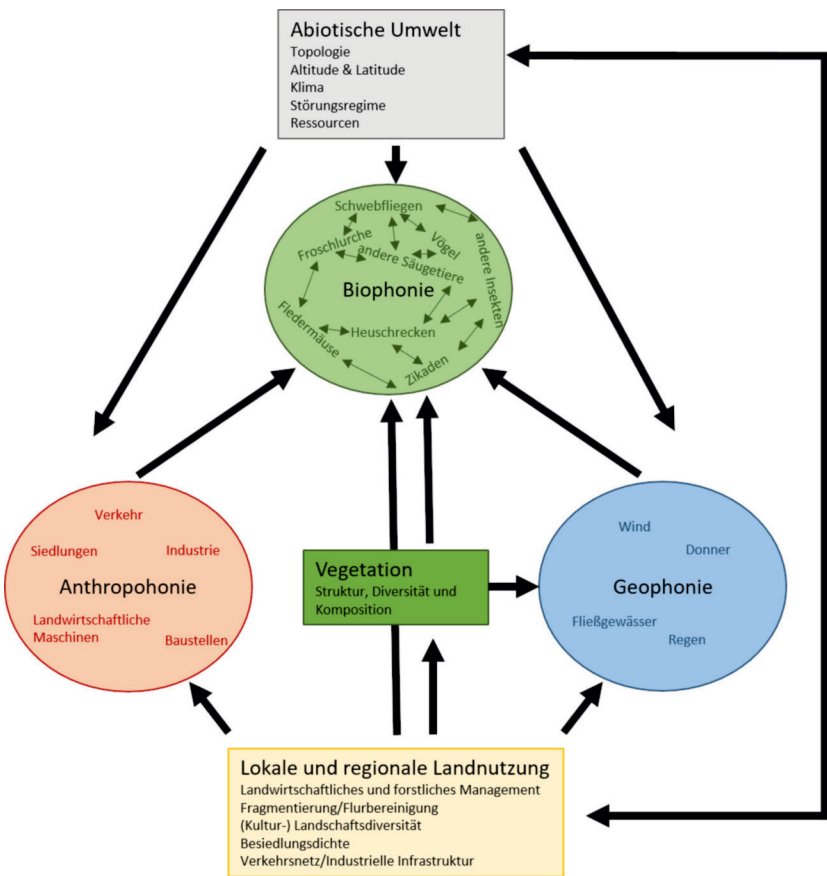 Abiotische Umwelt
Topologie
Altitude & Latitude
Klima
Störungsregime
Ressourcen
Schwebfliegen
Froschlurche
Vögel
andere Säugetiere
andere Insekten
Biophonie
Fledermäuse
Heuschrecken
Zikaden
Verkehr
Siedlungen
Industrie
Anthropohonie
Landwirtschaftliche
Maschinen
Baustellen
Vegetation
Struktur, Diversität und
Komposition
Wind
Donner
Geophonie
Fließgewässer
Regen
Lokale und regionale Landnutzung
Landwirtschaftliches und forstliches Management
Fragmentierung/Flurbereinigung
(Kultur-) Landschaftsdiversität
Besiedlungsdichte
Verkehrsnetz/Industrielle Infrastruktur